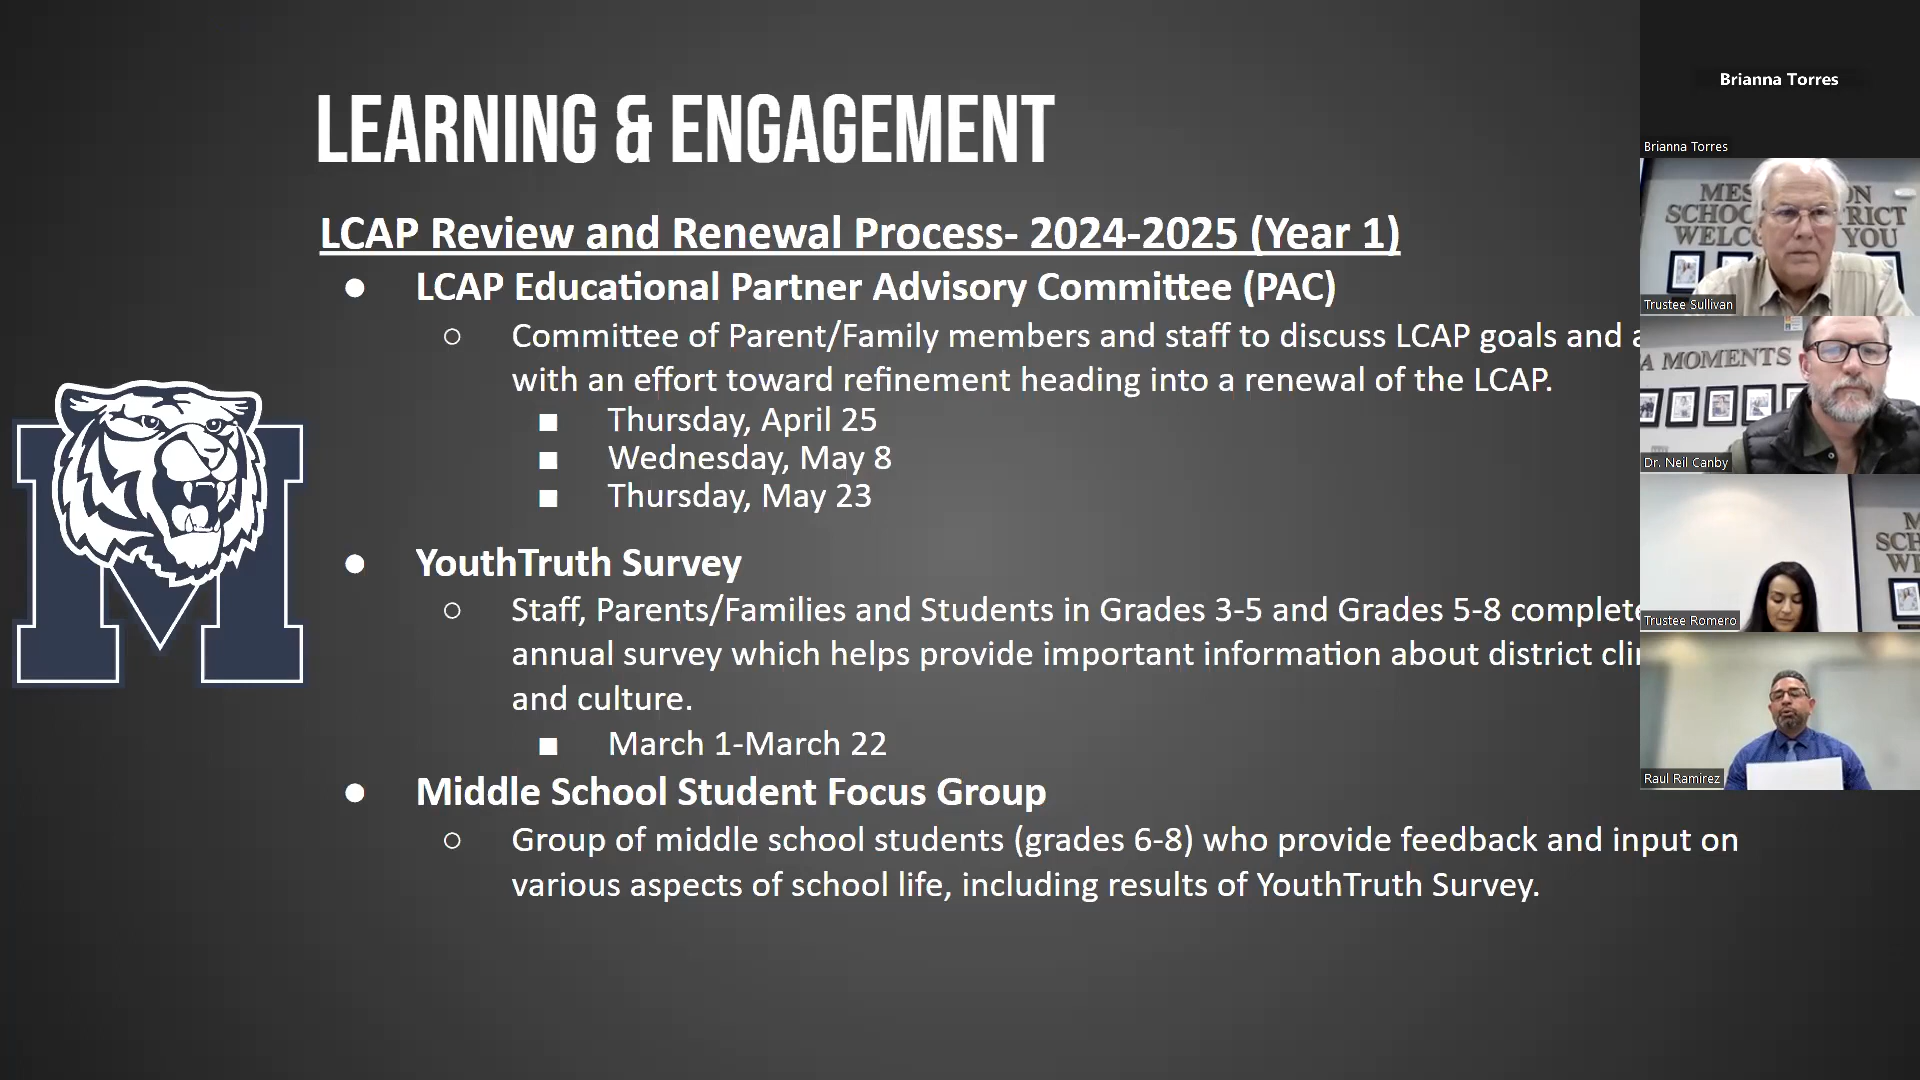 LEARNING & ENGAGEMENT
LCAP Review and Renewal Process- 2024-2025 (Year 1)
● LCAP Educational Partner Advisory Committee (PAC)
○ Committee of Parent/Family members and staff to discuss LCAP goals and
with an effort toward refinement heading into a renewal of the LCAP.
■ Thursday, April 25
■ Wednesday, May 8
■ Thursday, May 23
● YouthTruth Survey
○ Staff, Parents/Families and Students in Grades 3-5 and Grades 5-8 complete
annual survey which helps provide important information about district
and culture.
■ March 1-March 22
● Middle School Student Focus Group
○ Group of middle school students (grades 6-8) who provide feedback and input on
various aspects of school life, including results of YouthTruth Survey.
M
Brianna Torres
Brianna Torres
SCHOO RICT
WELC YOU
Trustee Sullivan
A MOMENTS
Dr. Neil Canby
Trustee Romero
Raul Ramirez